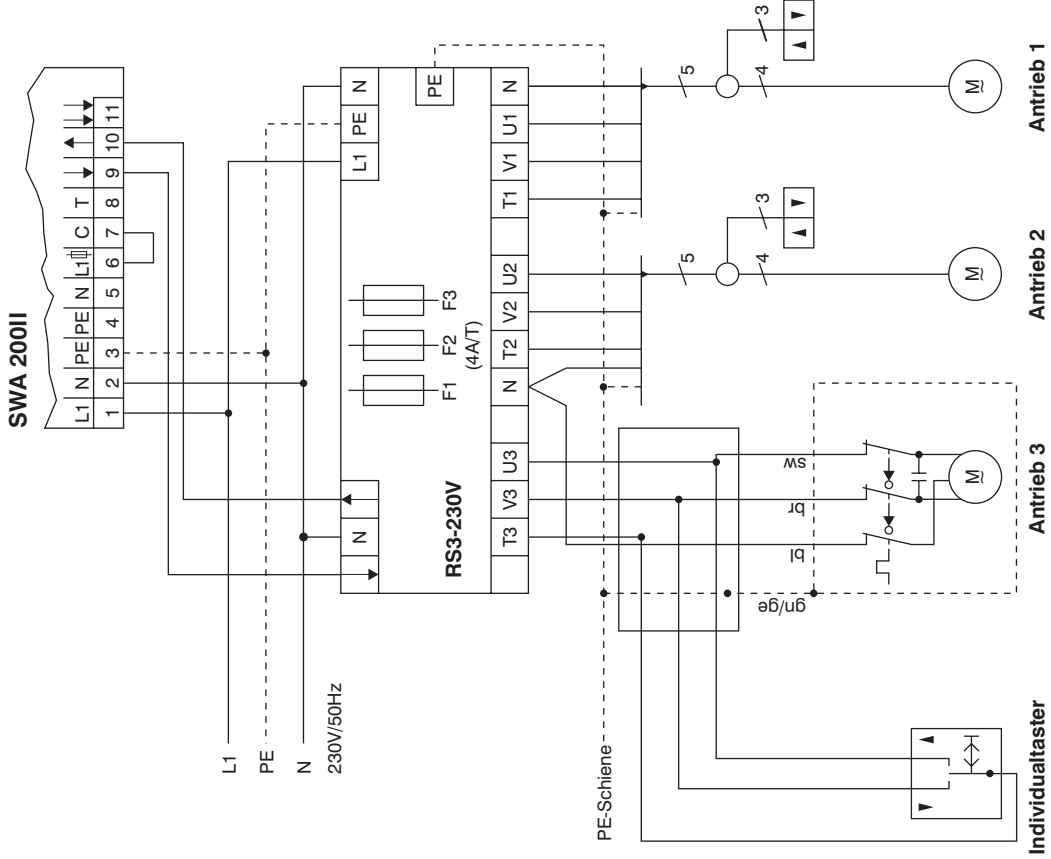 SWA 200II
L1 N PE PE N L1 C T
1 2 3 4 5 6 7 8 9 10 11
L1
PE
N
230V/50Hz
N
L1 PE N
PE
RS3-230V
F1 F2 F3
(4A/T)
T3 V3 U3 N T2 V2 U2 T1 V1 U1 N
PE-Schiene
gn/ge
bl
br
sw
5
3
4
5
3
4
M~
M~
M~
Individualtaster
Antrieb 3
Antrieb 2
Antrieb 1